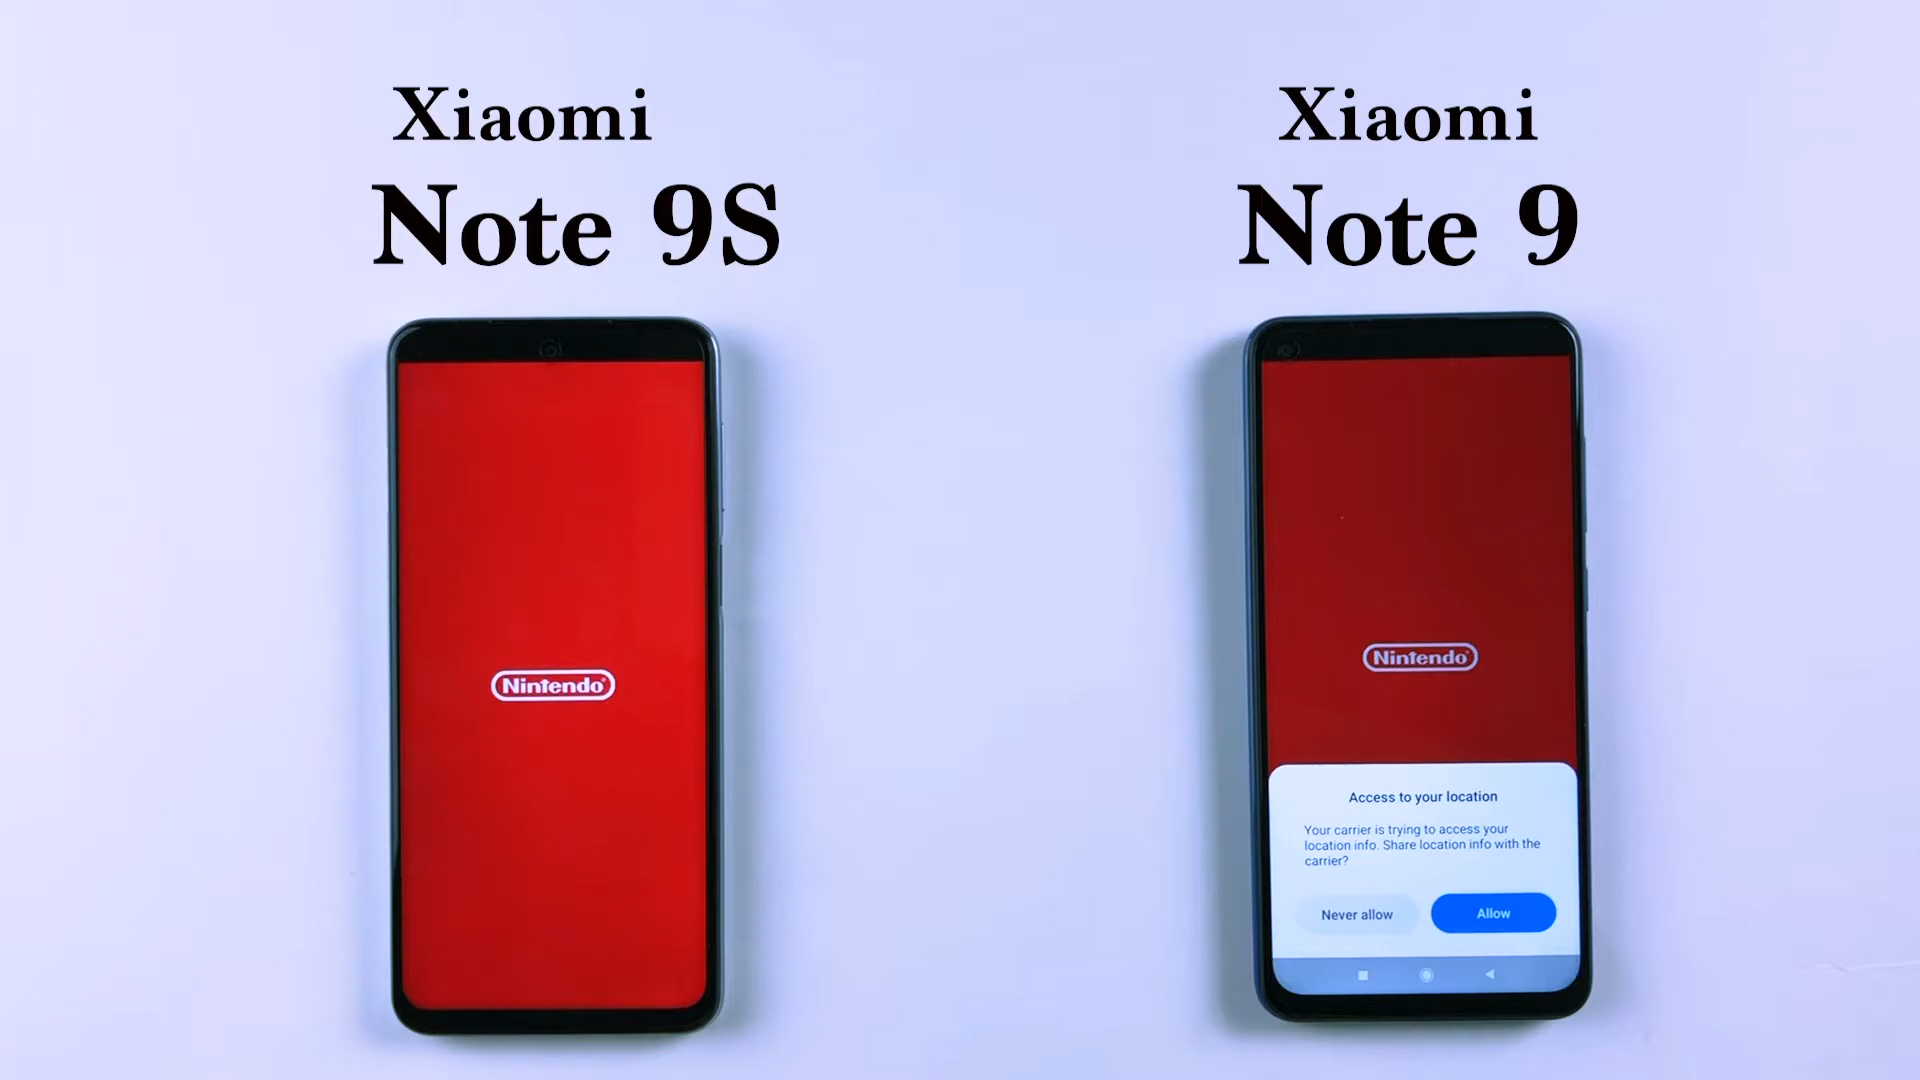 Xiaomi
Note 9S
Xiaomi
Note 9
Nintendo
Nintendo
Access to your location
Your carrier is trying to access your
location info. Share location info with the
carrier?
Never allow
Allow